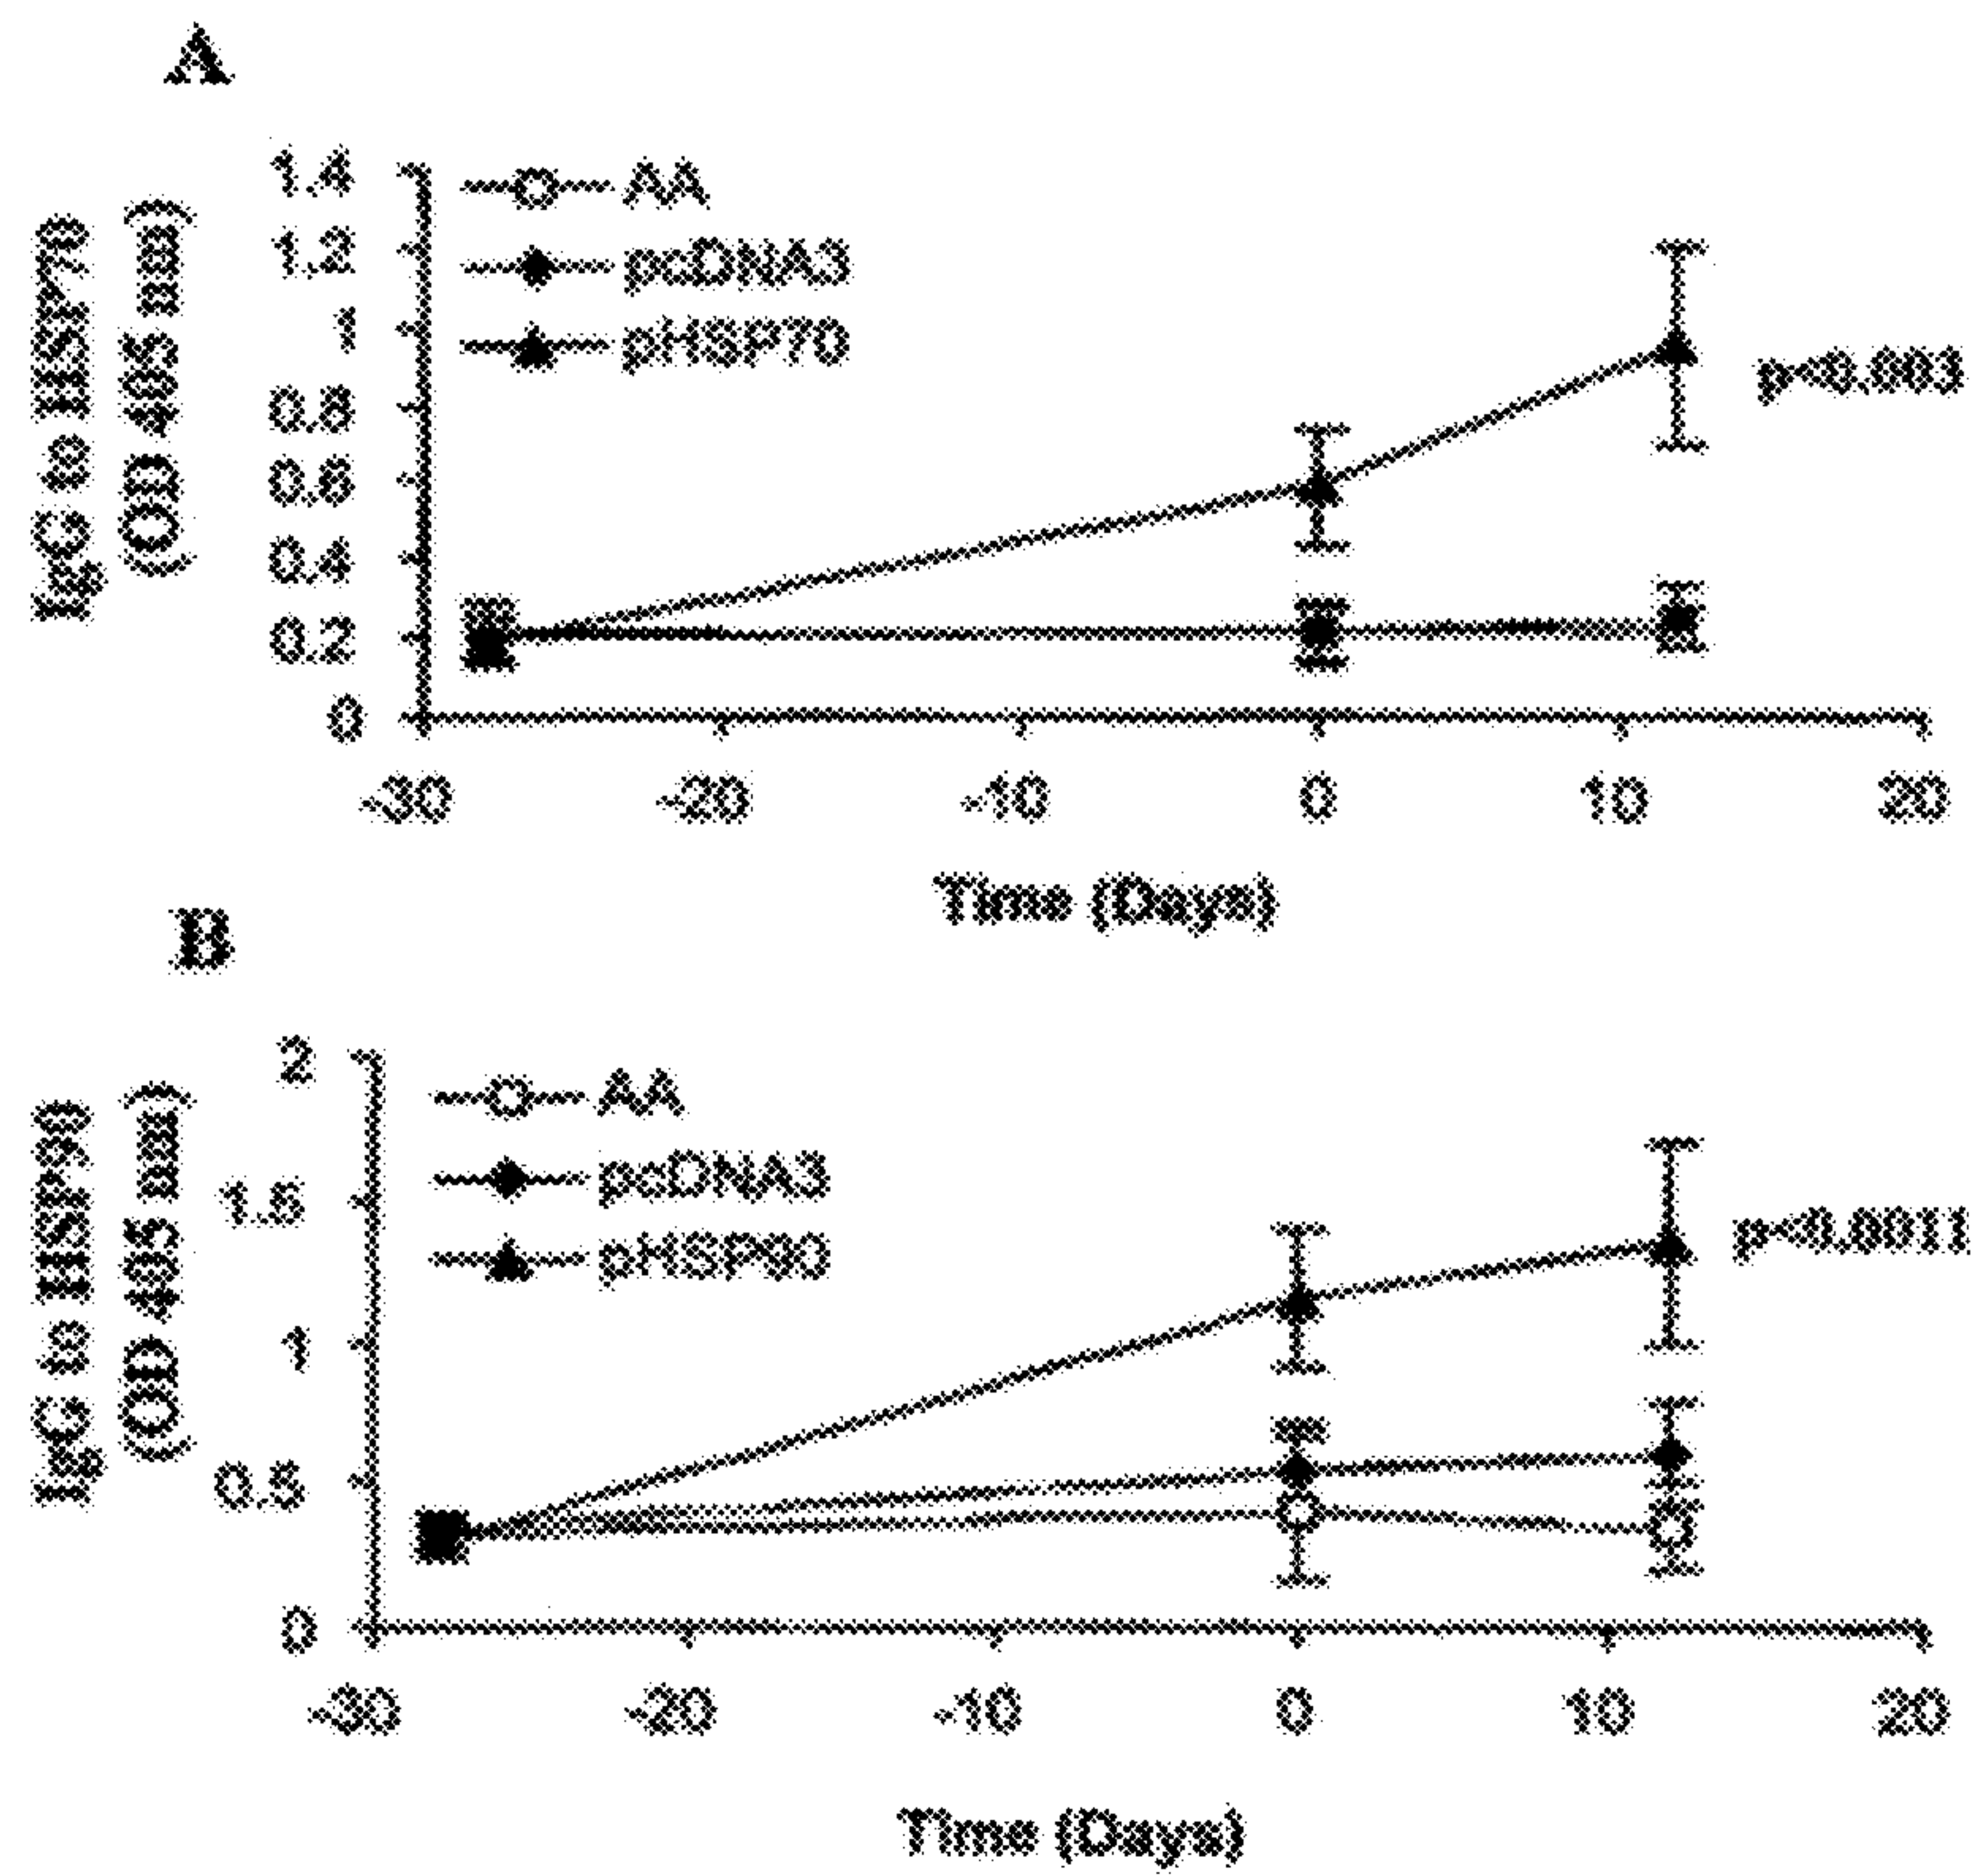 A
IgG to HSP70
(OD 405 nm)
1.4
1.2
1
0.8
0.6
0.4
0.2
0
AA
pcDNA3
pHSP70
p<0.003
-30
-20
-10
0
10
20
Time (Days)
B
IgG to HSP90
(OD 405 nm)
2
1.5
1
0.5
0
AA
pcDNA3
pHSP90
p<0.0011
-30
-20
-10
0
10
20
Time (Days)